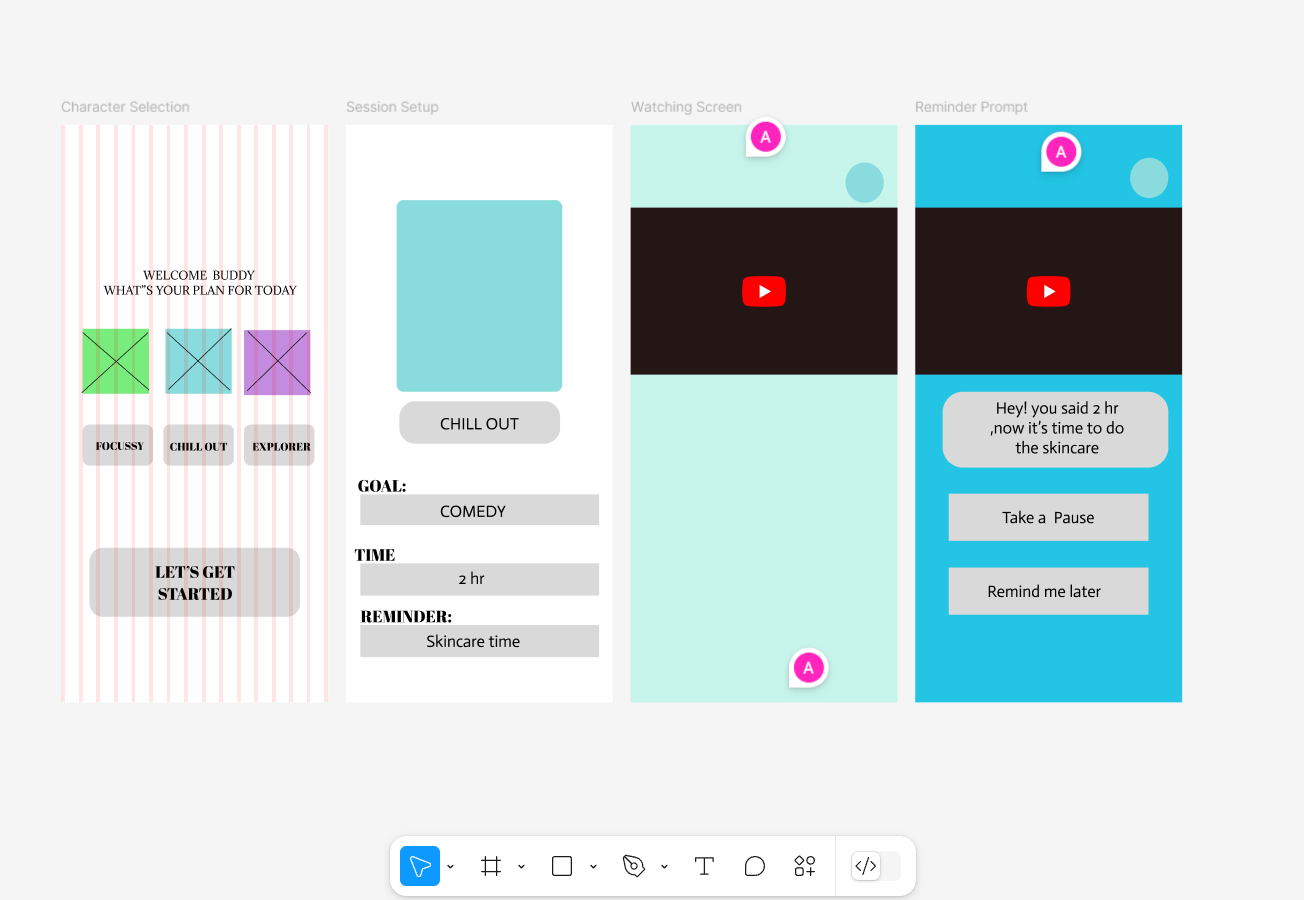 Character Selection
WELCOME BUDDY
WHAT"S YOUR PLAN FOR TODAY
FOCUSSY
CHILL OUT
EXPLORER
LET'S GET
STARTED
Session Setup
CHILL OUT
GOAL:
COMEDY
TIME
2 hr
REMINDER:
Skincare time
Watching Screen
A
A
Reminder Prompt
A
Hey! you said 2 hr
,now it's time to do
the skincare
Take a Pause
Remind me later